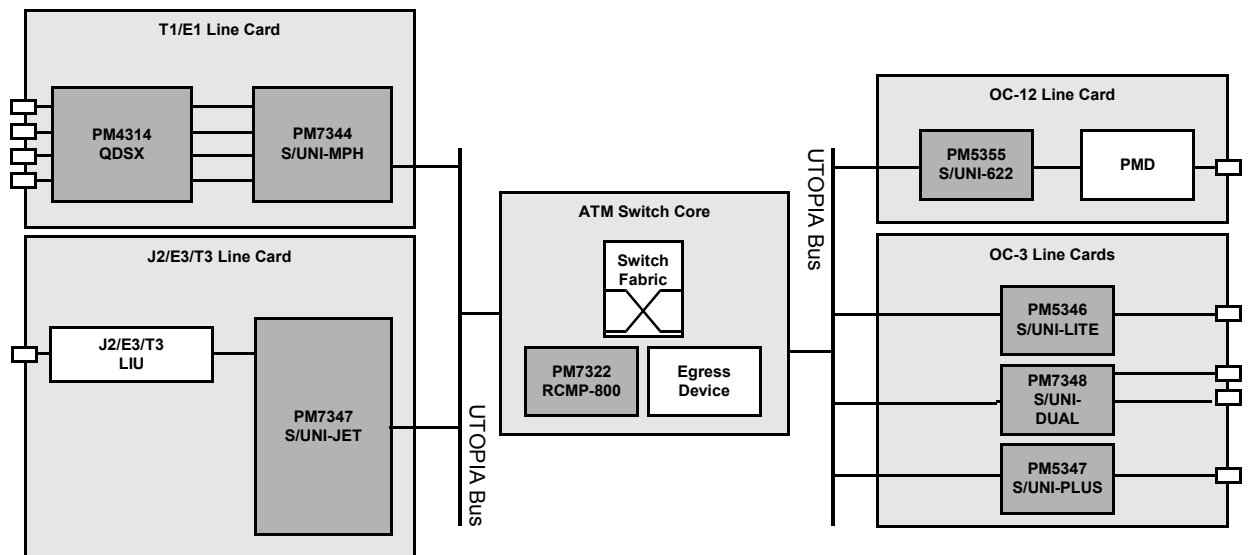 T1/E1 Line Card
PM4314
QDSX
PM7344
S/UNI-MPH
J2/E3/T3 Line Card
J2/E3/T3
LIU
PM7347
S/UNI-JET
UTOPIA Bus
ATM Switch Core
Switch
Fabric
PM7322
RCMP-800
Egress
Device
UTOPIA Bus
OC-12 Line Card
PM5355
S/UNI-622
PMD
OC-3 Line Cards
PM5346
S/UNI-LITE
PM7348
S/UNI-
DUAL
PM5347
S/UNI-PLUS